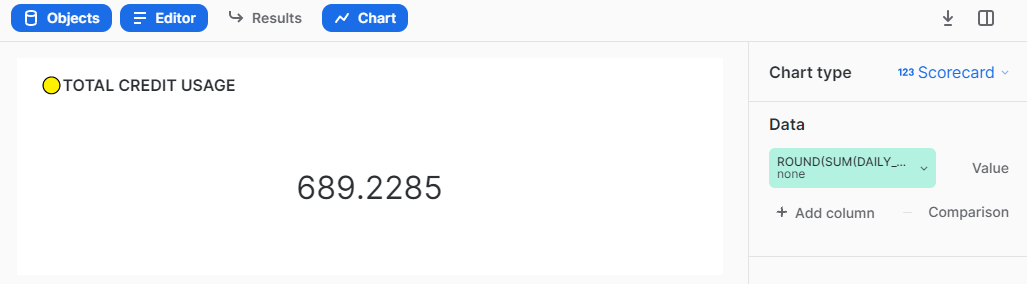 Objects
Editor
Results
Chart
TOTAL CREDIT USAGE
689.2285
Chart type
123 Scorecard
Data
ROUND(SUM(DAILY_...
none
Value
+ Add column
Comparison